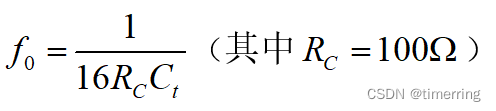 f₀ = 1 / (16R_C C_t) (其中 R_C = 100Ω)
CSDN @timerring